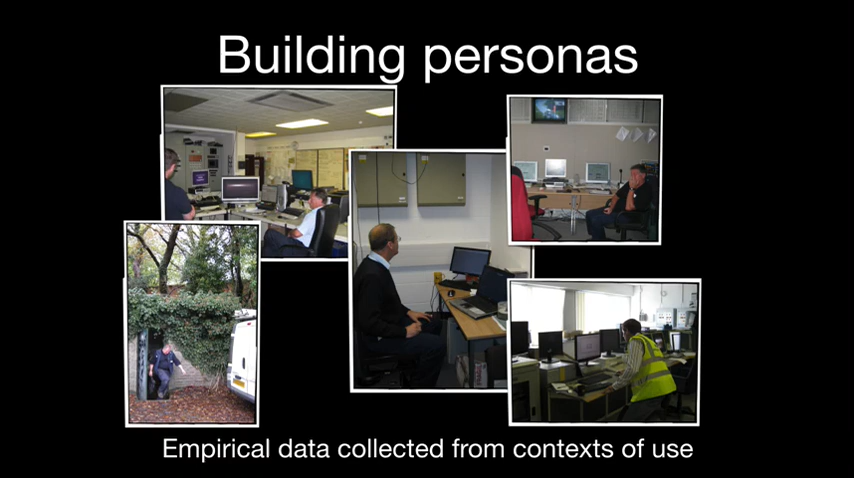 Building personas
Empirical data collected from contexts of use